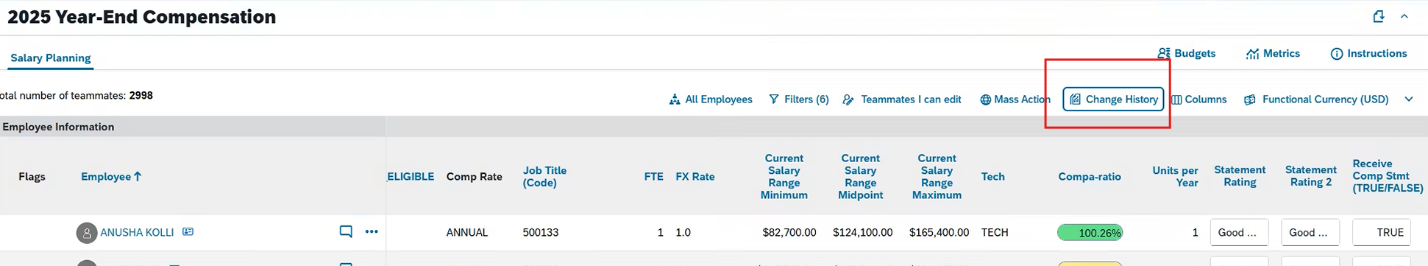 2025 Year-End Compensation
Salary Planning
Budgets
Metrics
Instructions
otal number of teammates: 2998
All Employees
Filters (6)
Teammates I can edit
Mass Action
Change History
Columns
Functional Currency (USD)
Employee Information
Flags
Employee
ELIGIBLE
Comp Rate
Job Title
(Code)
FTE
FX Rate
Current
Salary
Range
Minimum
Current
Salary
Range
Midpoint
Current
Salary
Range
Maximum
Tech
Compa-ratio
Units per
Year
Statement
Rating
Statement
Rating 2
Receive
Comp Stmt
(TRUE/FALSE)
ANUSHA KOLLI
ANNUAL
500133
1
1.0
$82,700.00
$124,100.00
$165,400.00
TECH
100.26%
1
Good ...
Good ...
TRUE